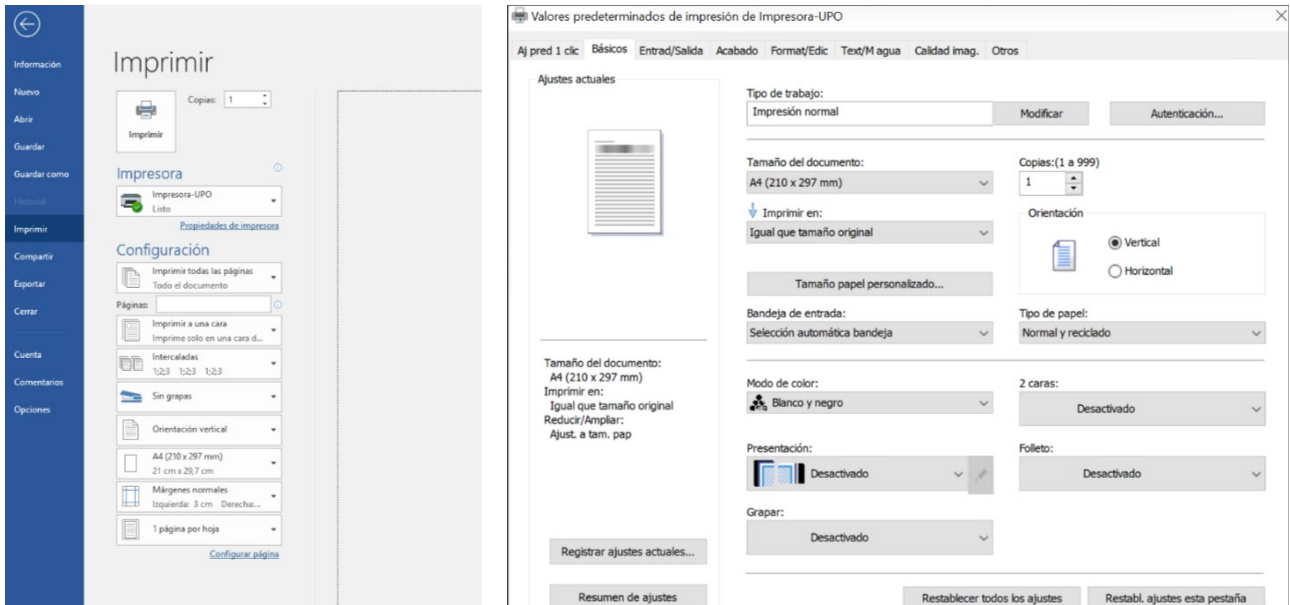 Información
Nuevo
Abrir
Guardar
Guardar como
Historial
Imprimir
Compartir
Exportar
Cerrar
Cuenta
Comentarios
Opciones
Imprimir
Copias: 1
Imprimir
Impresora
Impresora-UPO
Listo
Propiedades de impresora
Configuración
Imprimir todas las páginas
Todo el documento
Páginas:
Imprimir a una cara
Imprime solo en una cara d...
Intercaladas
1;2;3 1;2;3 1;2;3
Sin grapas
Orientación vertical
A4 (210 x 297 mm)
21 cm x 29,7 cm
Márgenes normales
Izquierda: 3 cm Derecha:...
1 página por hoja
Configurar página
Valores predeterminados de impresión de Impresora-UPO
Aj pred 1 clic Básicos Entrad/Salida Acabado Format/Edic Text/M agua Calidad imag. Otros
Ajustes actuales
Tamaño del documento:
A4 (210 x 297 mm)
Imprimir en:
Igual que tamaño original
Reducir/Ampliar:
Ajust. a tam. pap
Registrar ajustes actuales...
Resumen de ajustes
Tipo de trabajo:
Impresión normal Modificar Autenticación...
Tamaño del documento: Copias:(1 a 999)
A4 (210 x 297 mm) 1
Imprimir en: Orientación
Igual que tamaño original Vertical
Horizontal
Tamaño papel personalizado...
Bandeja de entrada: Tipo de papel:
Selección automática bandeja Normal y reciclado
Modo de color: 2 caras:
Blanco y negro Desactivado
Presentación: Folleto:
Desactivado Desactivado
Grapar:
Desactivado
Restablecer todos los ajustes Restabl. ajustes esta pestaña